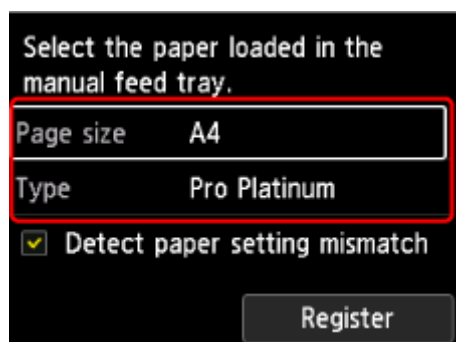 Select the paper loaded in the
manual feed tray.
Page size A4
Type Pro Platinum
Detect paper setting mismatch
Register